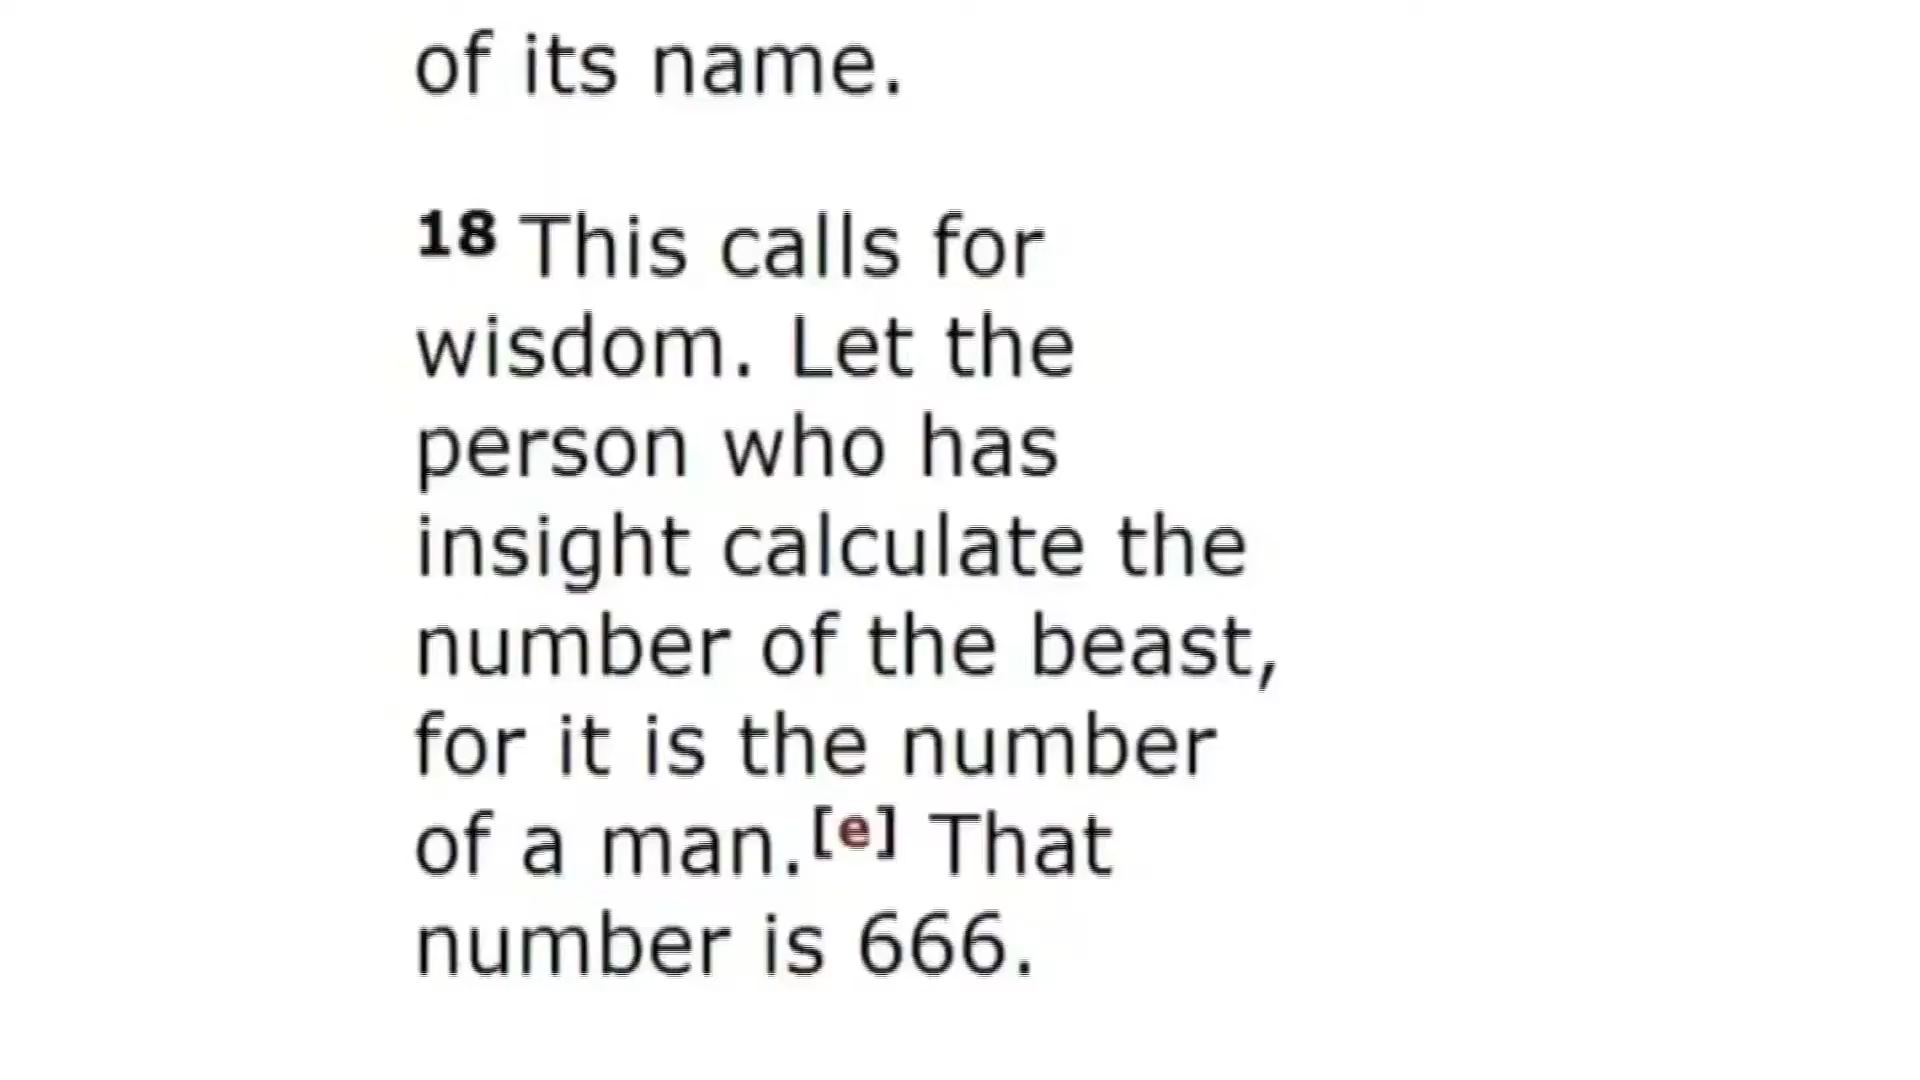 of its name.
18 This calls for
wisdom. Let the
person who has
insight calculate the
number of the beast,
for it is the number
of a man.[e] That
number is 666.